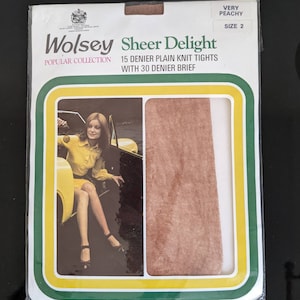 VERY
PEACHY
SIZE 2
Wolsey Sheer Delight
POPULAR COLLECTION
15 DENIER PLAIN KNIT TIGHTS
WITH 30 DENIER BRIEF